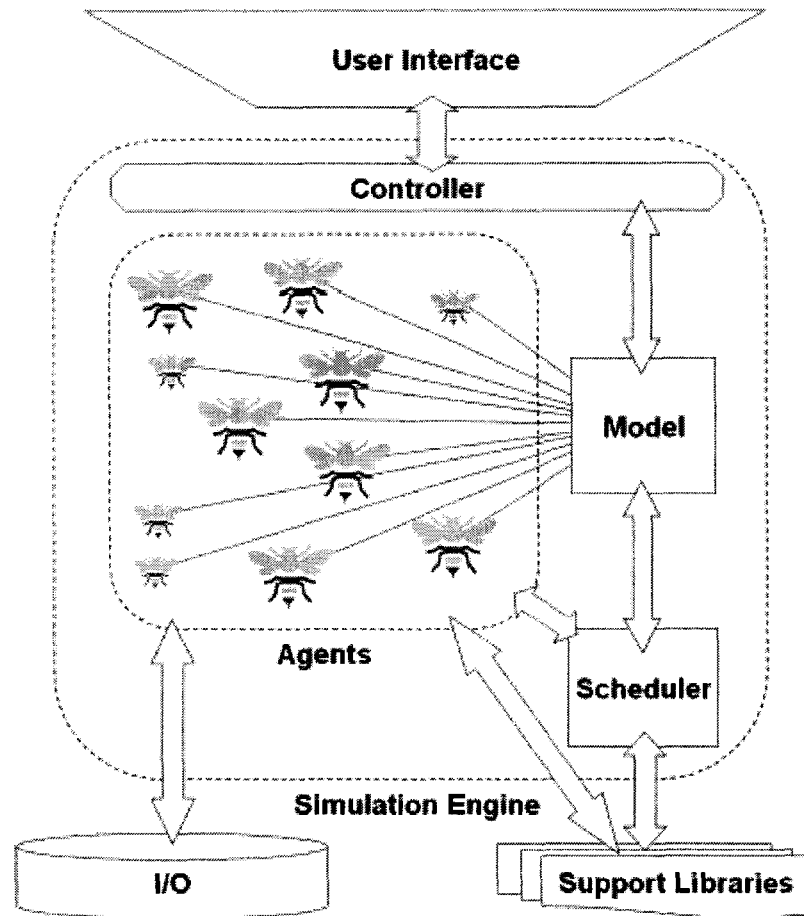 User Interface
Controller
Model
Agents
Scheduler
Simulation Engine
I/O
Support Libraries